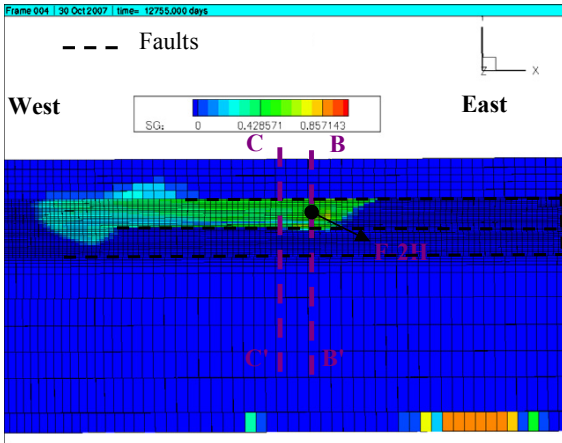 Frame 004 | 30 Oct 2007 | time= 12755.000 days
Faults
Z X
West
East
SG: 0 0.428571 0.857143
C B
F-2H
C' B'